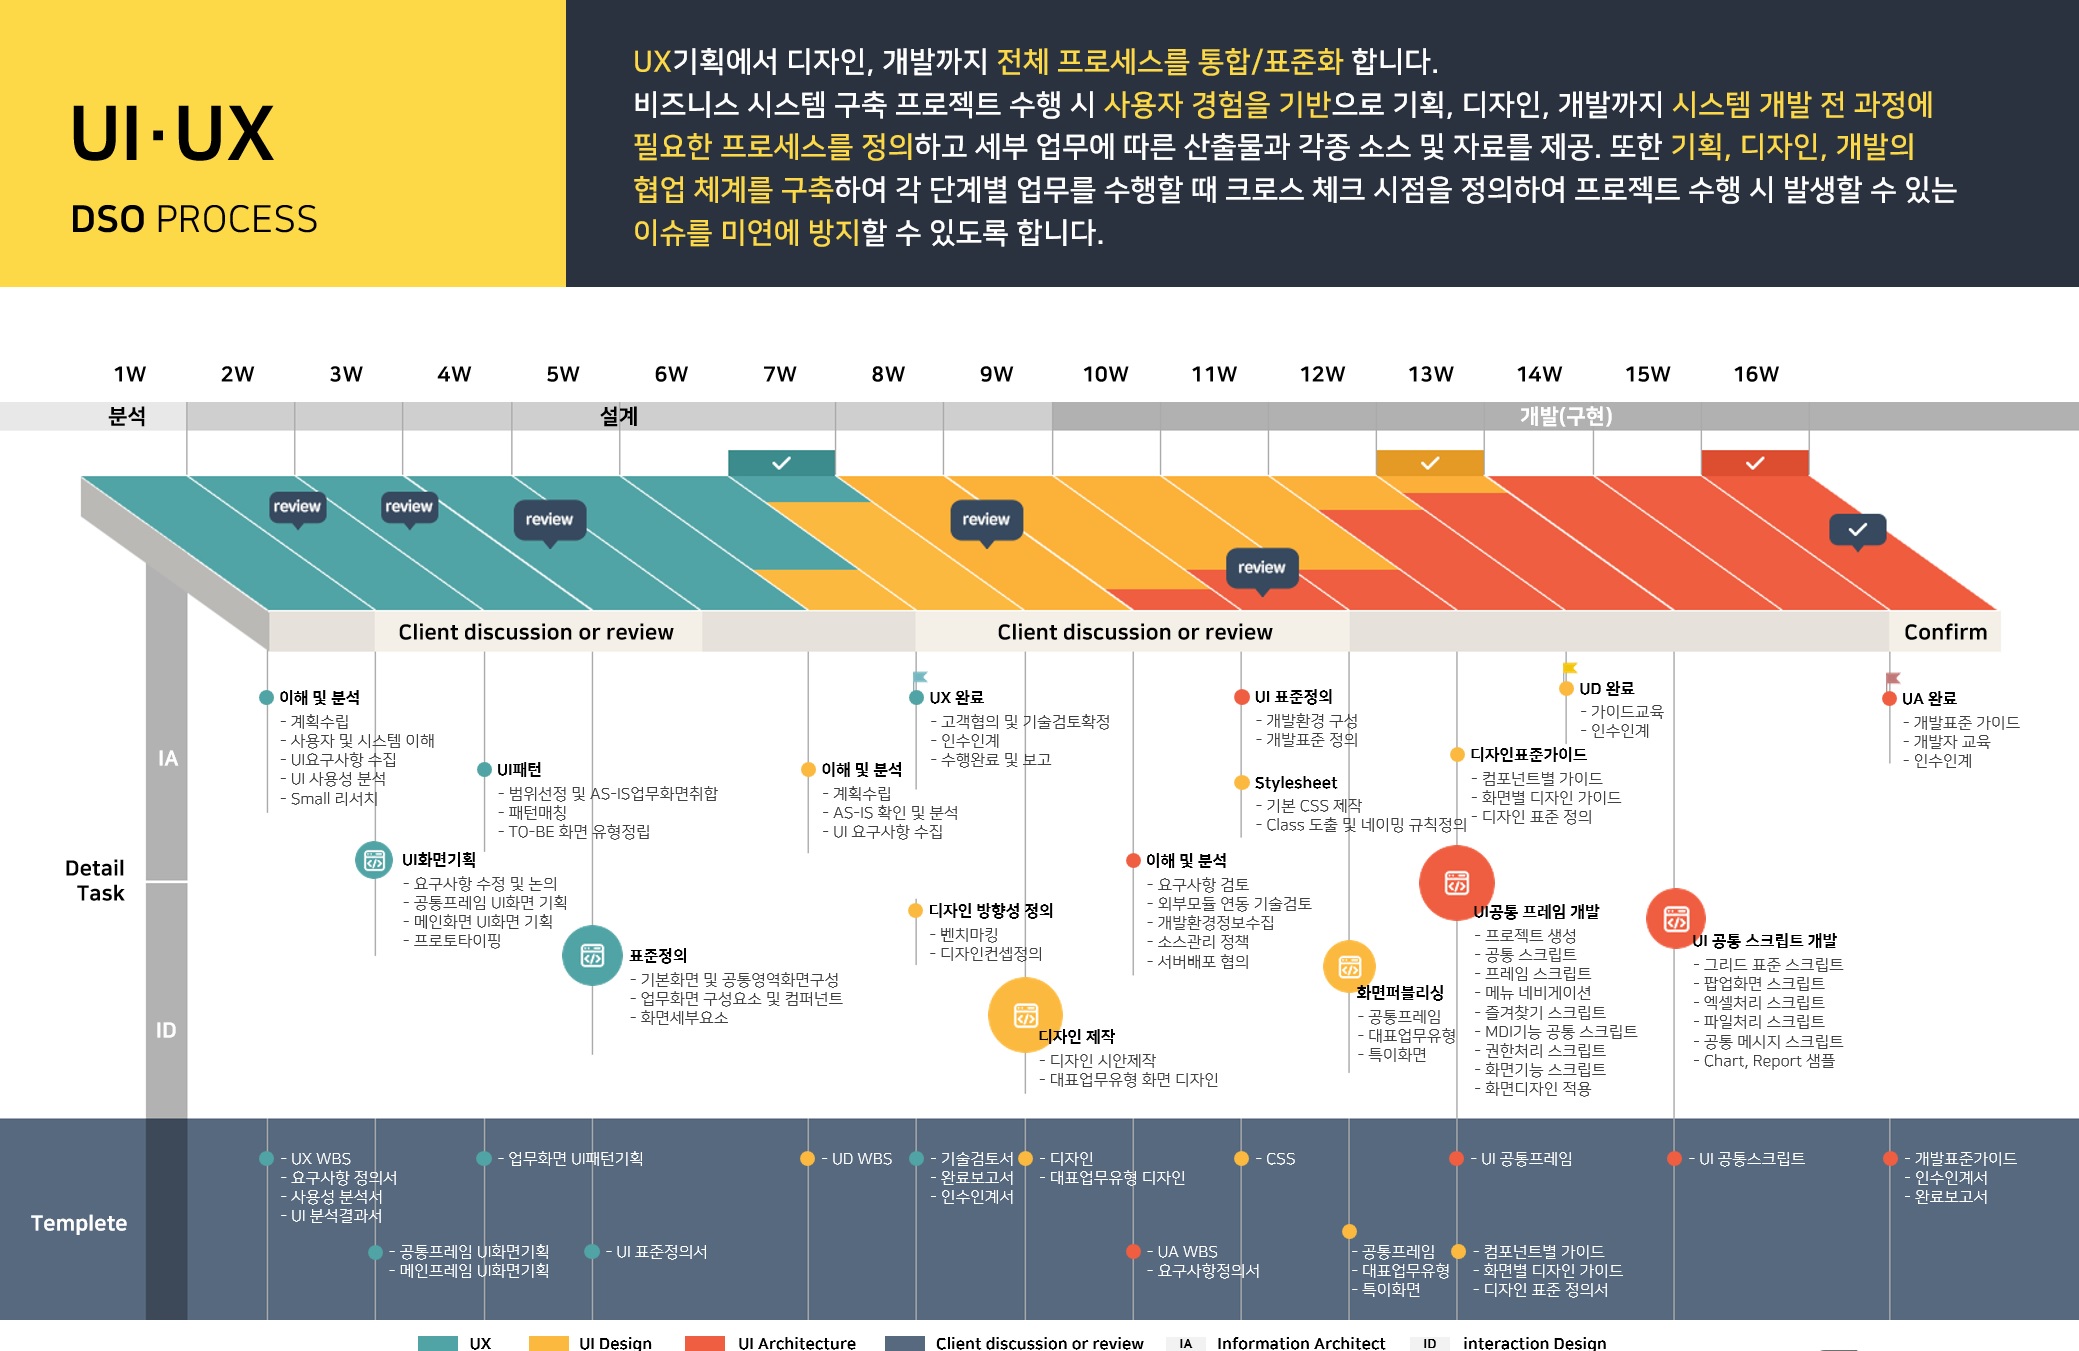 UI·UX
DSO PROCESS
UX기획에서 디자인, 개발까지 전체 프로세스를 통합/표준화 합니다.
비즈니스 시스템 구축 프로젝트 수행 시 사용자 경험을 기반으로 기획, 디자인, 개발까지 시스템 개발 전 과정에
필요한 프로세스를 정의하고 세부 업무에 따른 산출물과 각종 소스 및 자료를 제공. 또한 기획, 디자인, 개발의
협업 체계를 구축하여 각 단계별 업무를 수행할 때 크로스 체크 시점을 정의하여 프로젝트 수행 시 발생할 수 있는
이슈를 미연에 방지할 수 있도록 합니다.
1W 2W 3W 4W 5W 6W 7W 8W 9W 10W 11W 12W 13W 14W 15W 16W
분석 설계 개발(구현)
review
review
review
review
review
Client discussion or review
Client discussion or review
Confirm
Detail
Task
IA
ID
이해 및 분석
- 계획수립
- 사용자 및 시스템 이해
- UI요구사항 수집
- UI 사용성 분석
- Small 리서치
UI화면기획
- 요구사항 수정 및 논의
- 공통프레임 UI화면 기획
- 메인화면 UI화면 기획
- 프로토타이핑
UI패턴
- 범위선정 및 AS-IS업무화면취합
- 패턴매칭
- TO-BE 화면 유형정립
표준정의
- 기본화면 및 공통영역화면구성
- 업무화면 구성요소 및 컴퍼넌트
- 화면세부요소
이해 및 분석
- 계획수립
- AS-IS 확인 및 분석
- UI 요구사항 수집
UX 완료
- 고객협의 및 기술검토확정
- 인수인계
- 수행완료 및 보고
디자인 방향성 정의
- 벤치마킹
- 디자인컨셉정의
디자인 제작
- 디자인 시안제작
- 대표업무유형 화면 디자인
이해 및 분석
- 요구사항 검토
- 외부모듈 연동 기술검토
- 개발환경정보수집
- 소스관리 정책
- 서버배포 협의
UI 표준정의
- 개발환경 구성
- 개발표준 정의
Stylesheet
- 기본 CSS 제작
- Class 도출 및 네이밍 규칙정의
화면퍼블리싱
- 공통프레임
- 대표업무유형
- 특이화면
디자인표준가이드
- 컴포넌트별 가이드
- 화면별 디자인 가이드
- 디자인 표준 정의
UI공통 프레임 개발
- 프로젝트 생성
- 공통 스크립트
- 프레임 스크립트
- 메뉴 네비게이션
- 즐겨찾기 스크립트
- MDI기능 공통 스크립트
- 권한처리 스크립트
- 화면기능 스크립트
- 화면디자인 적용
UD 완료
- 가이드교육
- 인수인계
UI 공통 스크립트 개발
- 그리드 표준 스크립트
- 팝업화면 스크립트
- 엑셀처리 스크립트
- 파일처리 스크립트
- 공통 메시지 스크립트
- Chart, Report 샘플
UA 완료
- 개발표준 가이드
- 개발자 교육
- 인수인계
Templete
- UX WBS
- 요구사항 정의서
- 사용성 분석서
- UI 분석결과서
- 공통프레임 UI화면기획
- 메인프레임 UI화면기획
- 업무화면 UI패턴기획
- UI 표준정의서
- UD WBS
- 기술검토서
- 완료보고서
- 인수인계서
- 디자인
- 대표업무유형 디자인
- UA WBS
- 요구사항정의서
- CSS
- 공통프레임
- 대표업무유형
- 특이화면
- UI 공통프레임
- 컴포넌트별 가이드
- 화면별 디자인 가이드
- 디자인 표준 정의서
- UI 공통스크립트
- 개발표준가이드
- 인수인계서
- 완료보고서
UX UI Design UI Architecture Client discussion or review IA Information Architect ID interaction Design